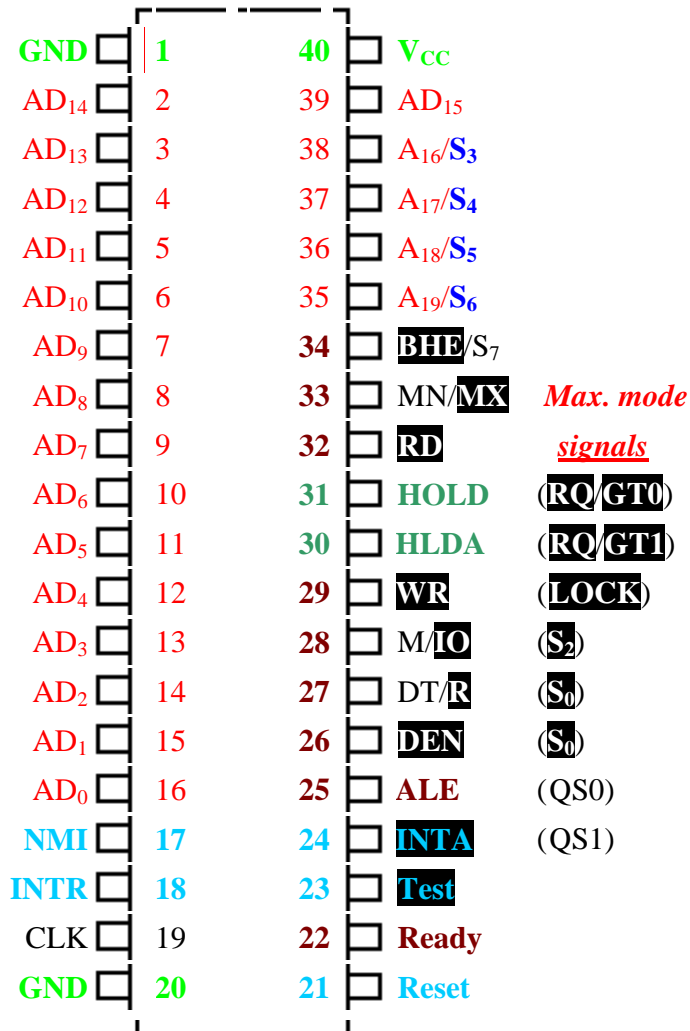 GND 1 40 VCC
AD14 2 39 AD15
AD13 3 38 A16/S3
AD12 4 37 A17/S4
AD11 5 36 A18/S5
AD10 6 35 A19/S6
AD9 7 34 BHE/S7
AD8 8 33 MN/MX Max. mode
AD7 9 32 RD signals
AD6 10 31 HOLD (RQ/GT0)
AD5 11 30 HLDA (RQ/GT1)
AD4 12 29 WR (LOCK)
AD3 13 28 M/IO (S2)
AD2 14 27 DT/R (S0)
AD1 15 26 DEN (S0)
AD0 16 25 ALE (QS0)
NMI 17 24 INTA (QS1)
INTR 18 23 Test
CLK 19 22 Ready
GND 20 21 Reset